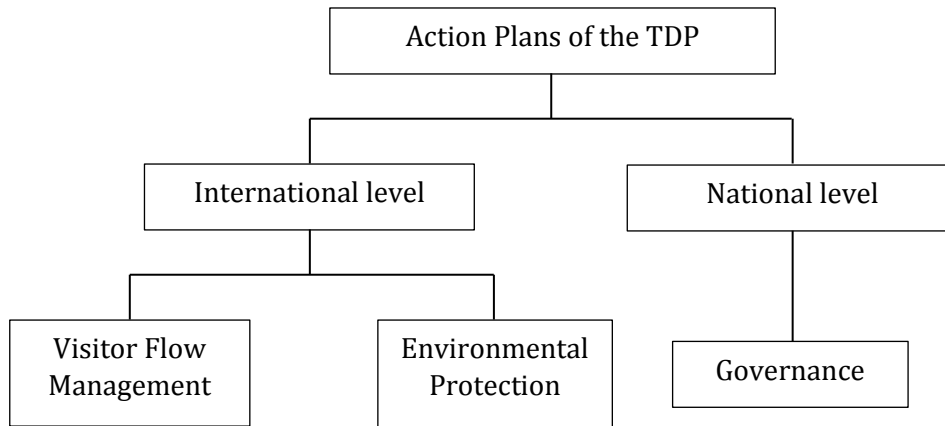 Action Plans of the TDP
International level
National level
Visitor Flow
Management
Environmental
Protection
Governance